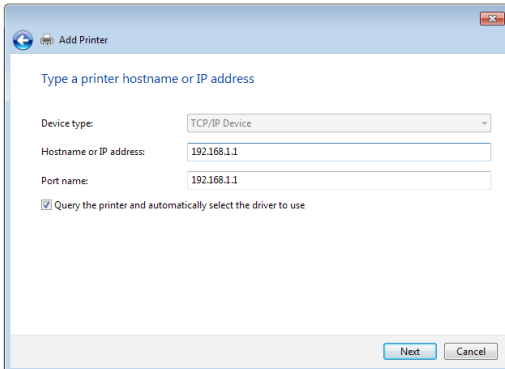 Add Printer
Type a printer hostname or IP address
Device type: TCP/IP Device
Hostname or IP address: 192.168.1.1
Port name: 192.168.1.1
Query the printer and automatically select the driver to use
Next Cancel